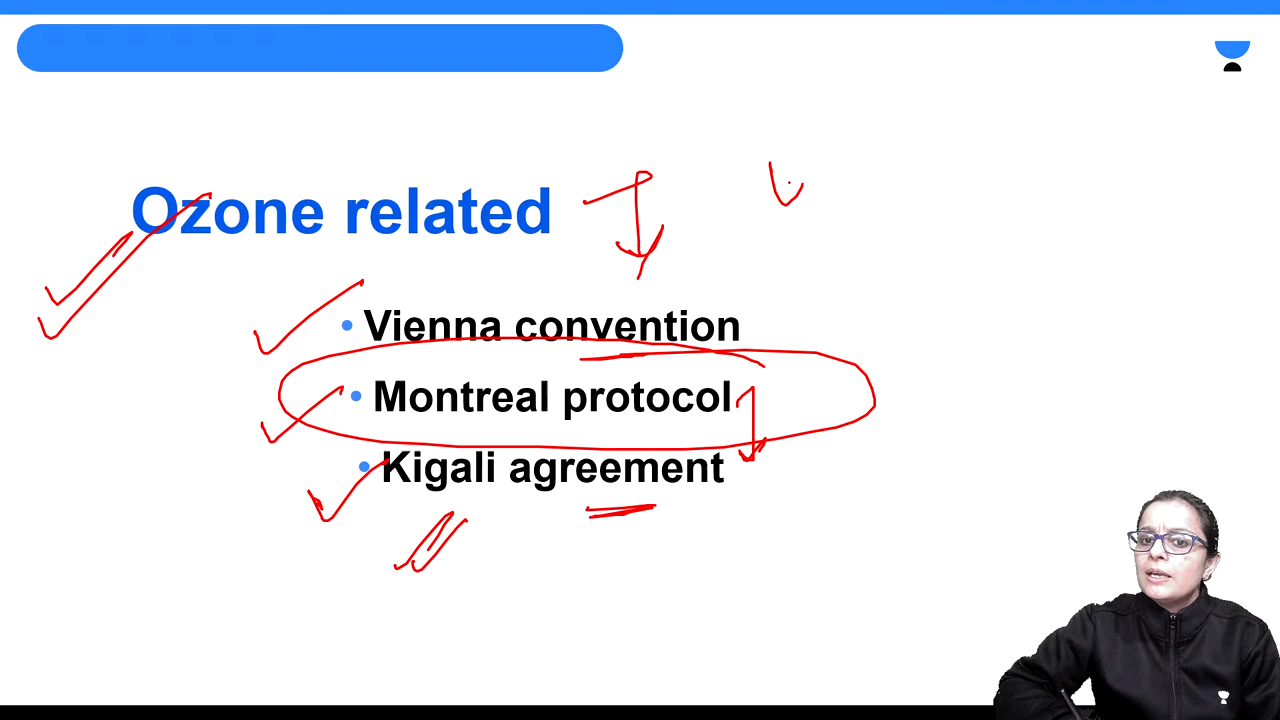 Ozone related
• Vienna convention
• Montreal protocol
• Kigali agreement